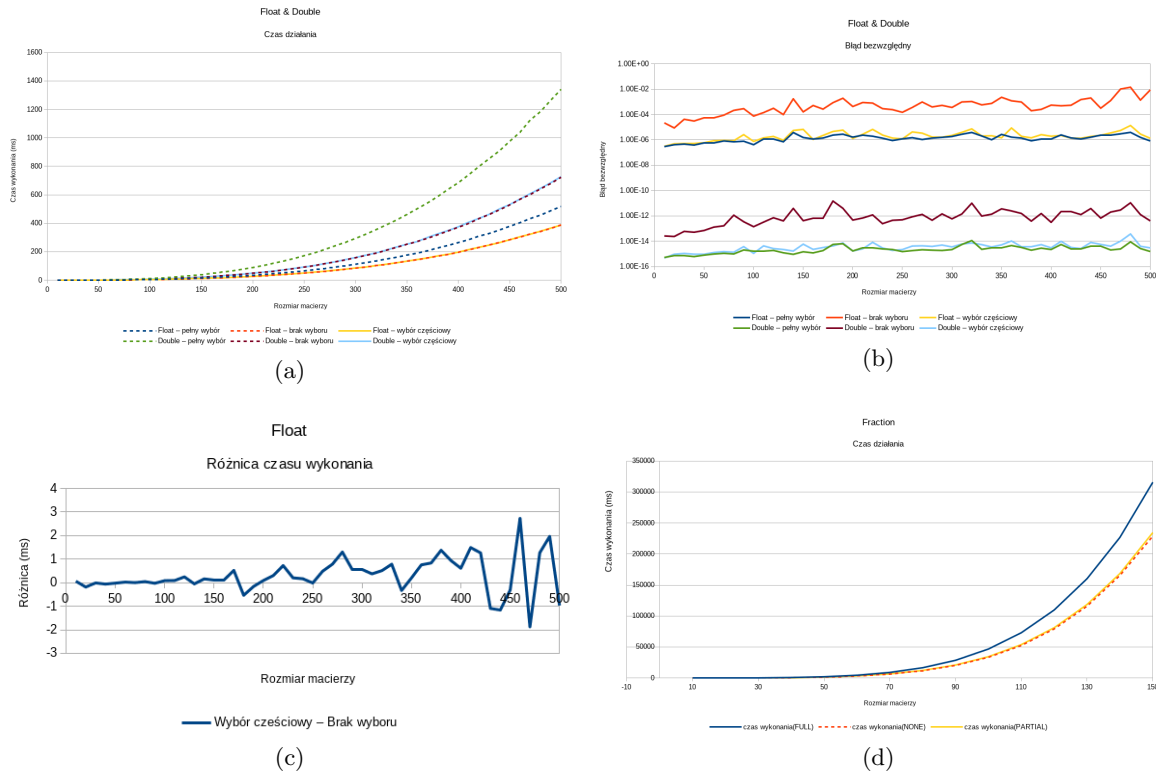 Float & Double
Czas działania
1600
1400
1200
1000
800
600
400
200
0
Czas wykonania (ms)
0 50 100 150 200 250 300 350 400 450 500
Rozmiar macierzy
Float – pełny wybór Float – brak wyboru Float – wybór częściowy
Double – pełny wybór Double – brak wyboru Double – wybór częściowy
(a)
Float & Double
Błąd bezwzględny
1.00E+00
1.00E-02
1.00E-04
1.00E-06
1.00E-08
1.00E-10
1.00E-12
1.00E-14
1.00E-16
Błąd bezwzględny
0 50 100 150 200 250 300 350 400 450 500
Rozmiar macierzy
Float – pełny wybór Float – brak wyboru Float – wybór częściowy
Double – pełny wybór Double – brak wyboru Double – wybór częściowy
(b)
Float
Różnica czasu wykonania
4
3
2
1
0
-1
-2
-3
Różnica (ms)
0 50 100 150 200 250 300 350 400 450 500
Rozmiar macierzy
Wybór cześciowy – Brak wyboru
(c)
Fraction
Czas działania
350000
300000
250000
200000
150000
100000
50000
0
Czas wykonania (ms)
-10 10 30 50 70 90 110 130 150
Rozmiar macierzy
czas wykonania(FULL) czas wykonania(NONE) czas wykonania(PARTIAL)
(d)